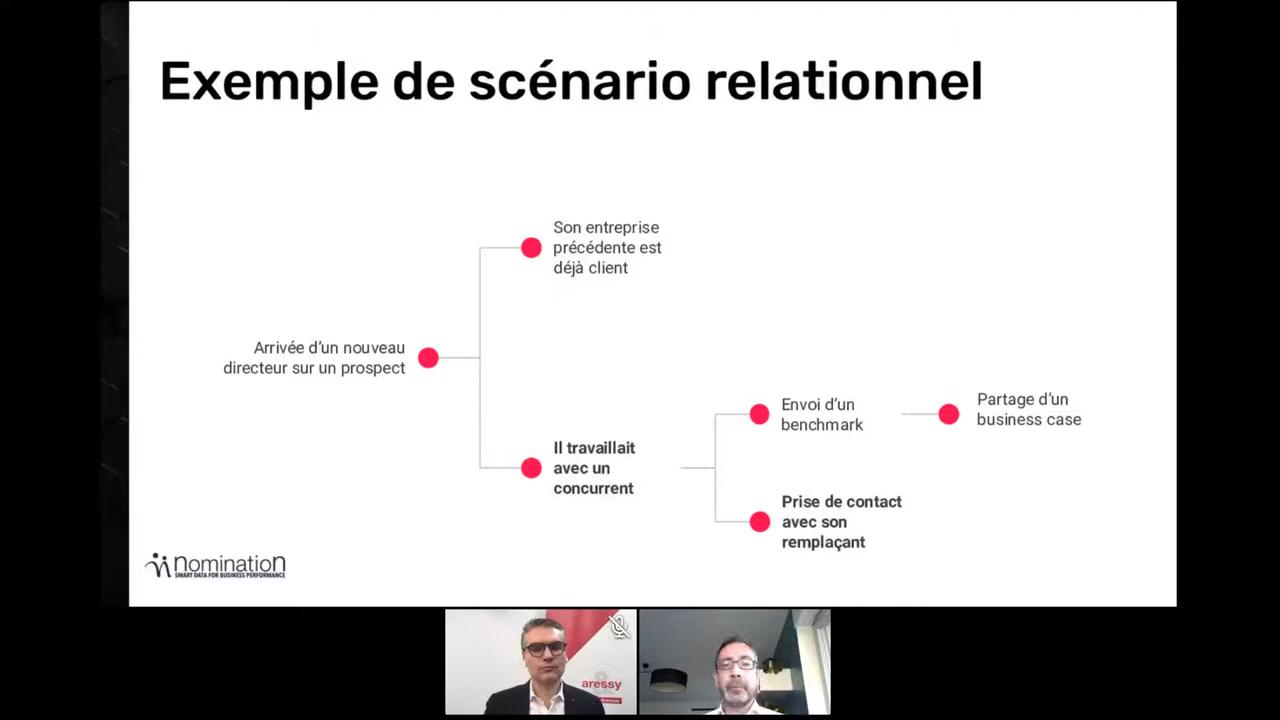 Exemple de scénario relationnel
Son entreprise
précédente est
déjà client
Arrivée d'un nouveau
directeur sur un prospect
Il travaillait
avec un
concurrent
Envoi d'un
benchmark
Partage d'un
business case
Prise de contact
avec son
remplaçant
nomination
SMART DATA FOR BUSINESS PERFORMANCE
aressy